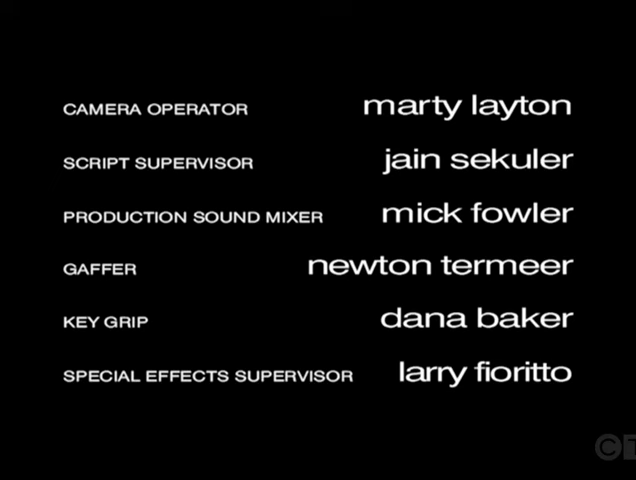 CAMERA OPERATOR marty layton
SCRIPT SUPERVISOR jain sekuler
PRODUCTION SOUND MIXER mick fowler
GAFFER newton termeer
KEY GRIP dana baker
SPECIAL EFFECTS SUPERVISOR larry fioritto